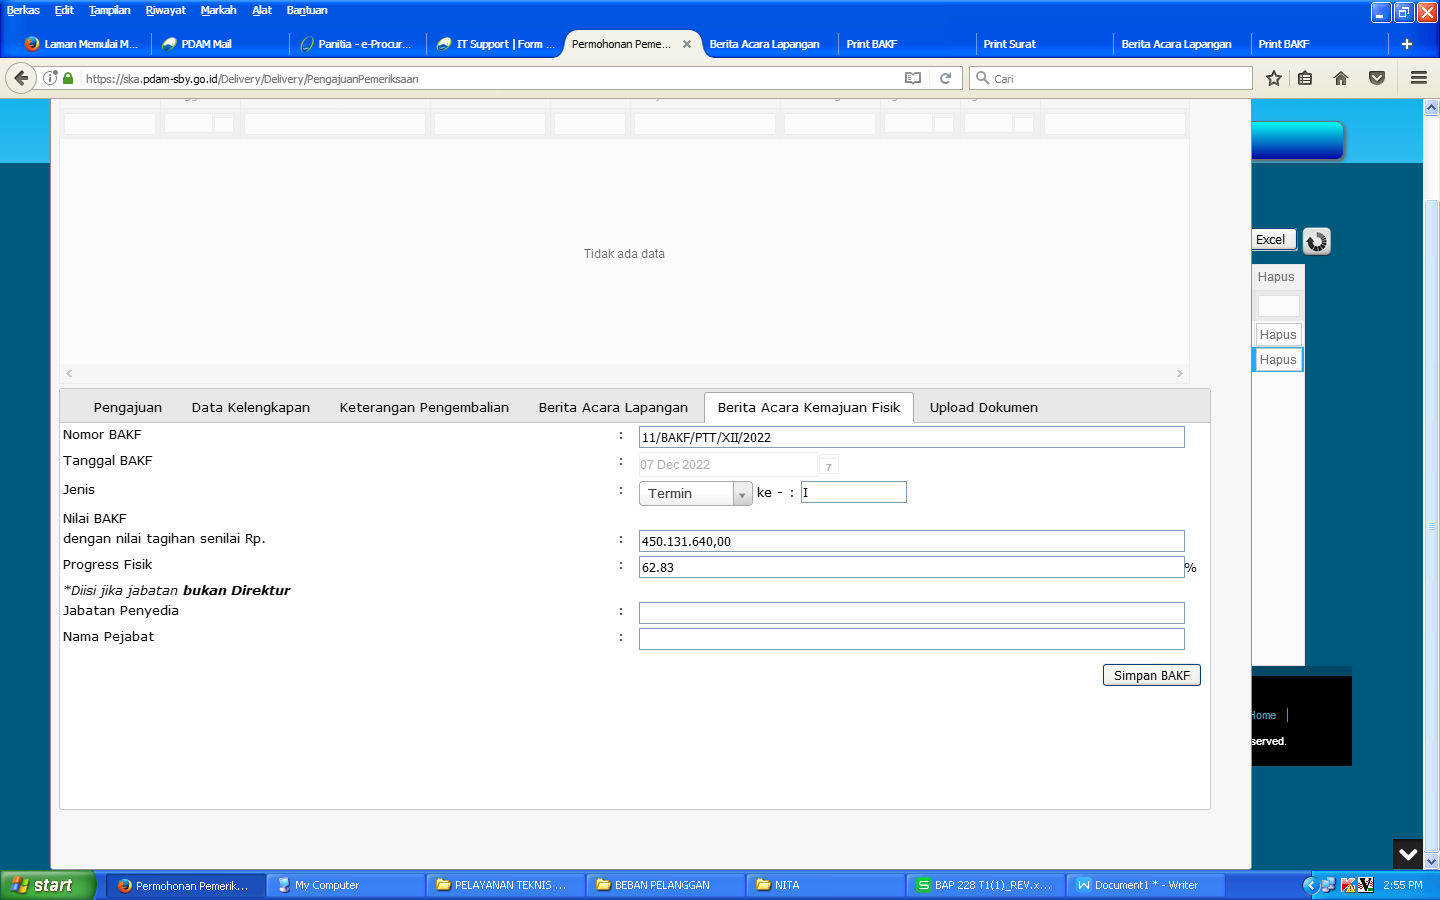 Berkas Edit Tampilan Riwayat Markah Alat Bantuan
Laman Memulai M... PDAM Mail Panitia - e-Procur... IT Support | Form ... Permohonan Peme... Berita Acara Lapangan Print BAKF Print Surat Berita Acara Lapangan Print BAKF
https://ska.pdam-sby.go.id/Delivery/Delivery/PengajuanPemeriksaan Cari
Excel
Tidak ada data
Hapus
Hapus
Hapus
Pengajuan Data Kelengkapan Keterangan Pengembalian Berita Acara Lapangan Berita Acara Kemajuan Fisik Upload Dokumen
Nomor BAKF : 11/BAKF/PTT/XII/2022
Tanggal BAKF : 07 Dec 2022 7
Jenis : Termin ke - : I
Nilai BAKF
dengan nilai tagihan senilai Rp. : 450.131.640,00
Progress Fisik : 62.83 %
*Diisi jika jabatan bukan Direktur
Jabatan Penyedia :
Nama Pejabat :
Simpan BAKF
Home |
served.
start Permohonan Pemerik... My Computer PELAYANAN TEKNIS ... BEBAN PELANGGAN NITA BAP 228 T1(1)_REV.x... Document1 * - Writer 2:55 PM